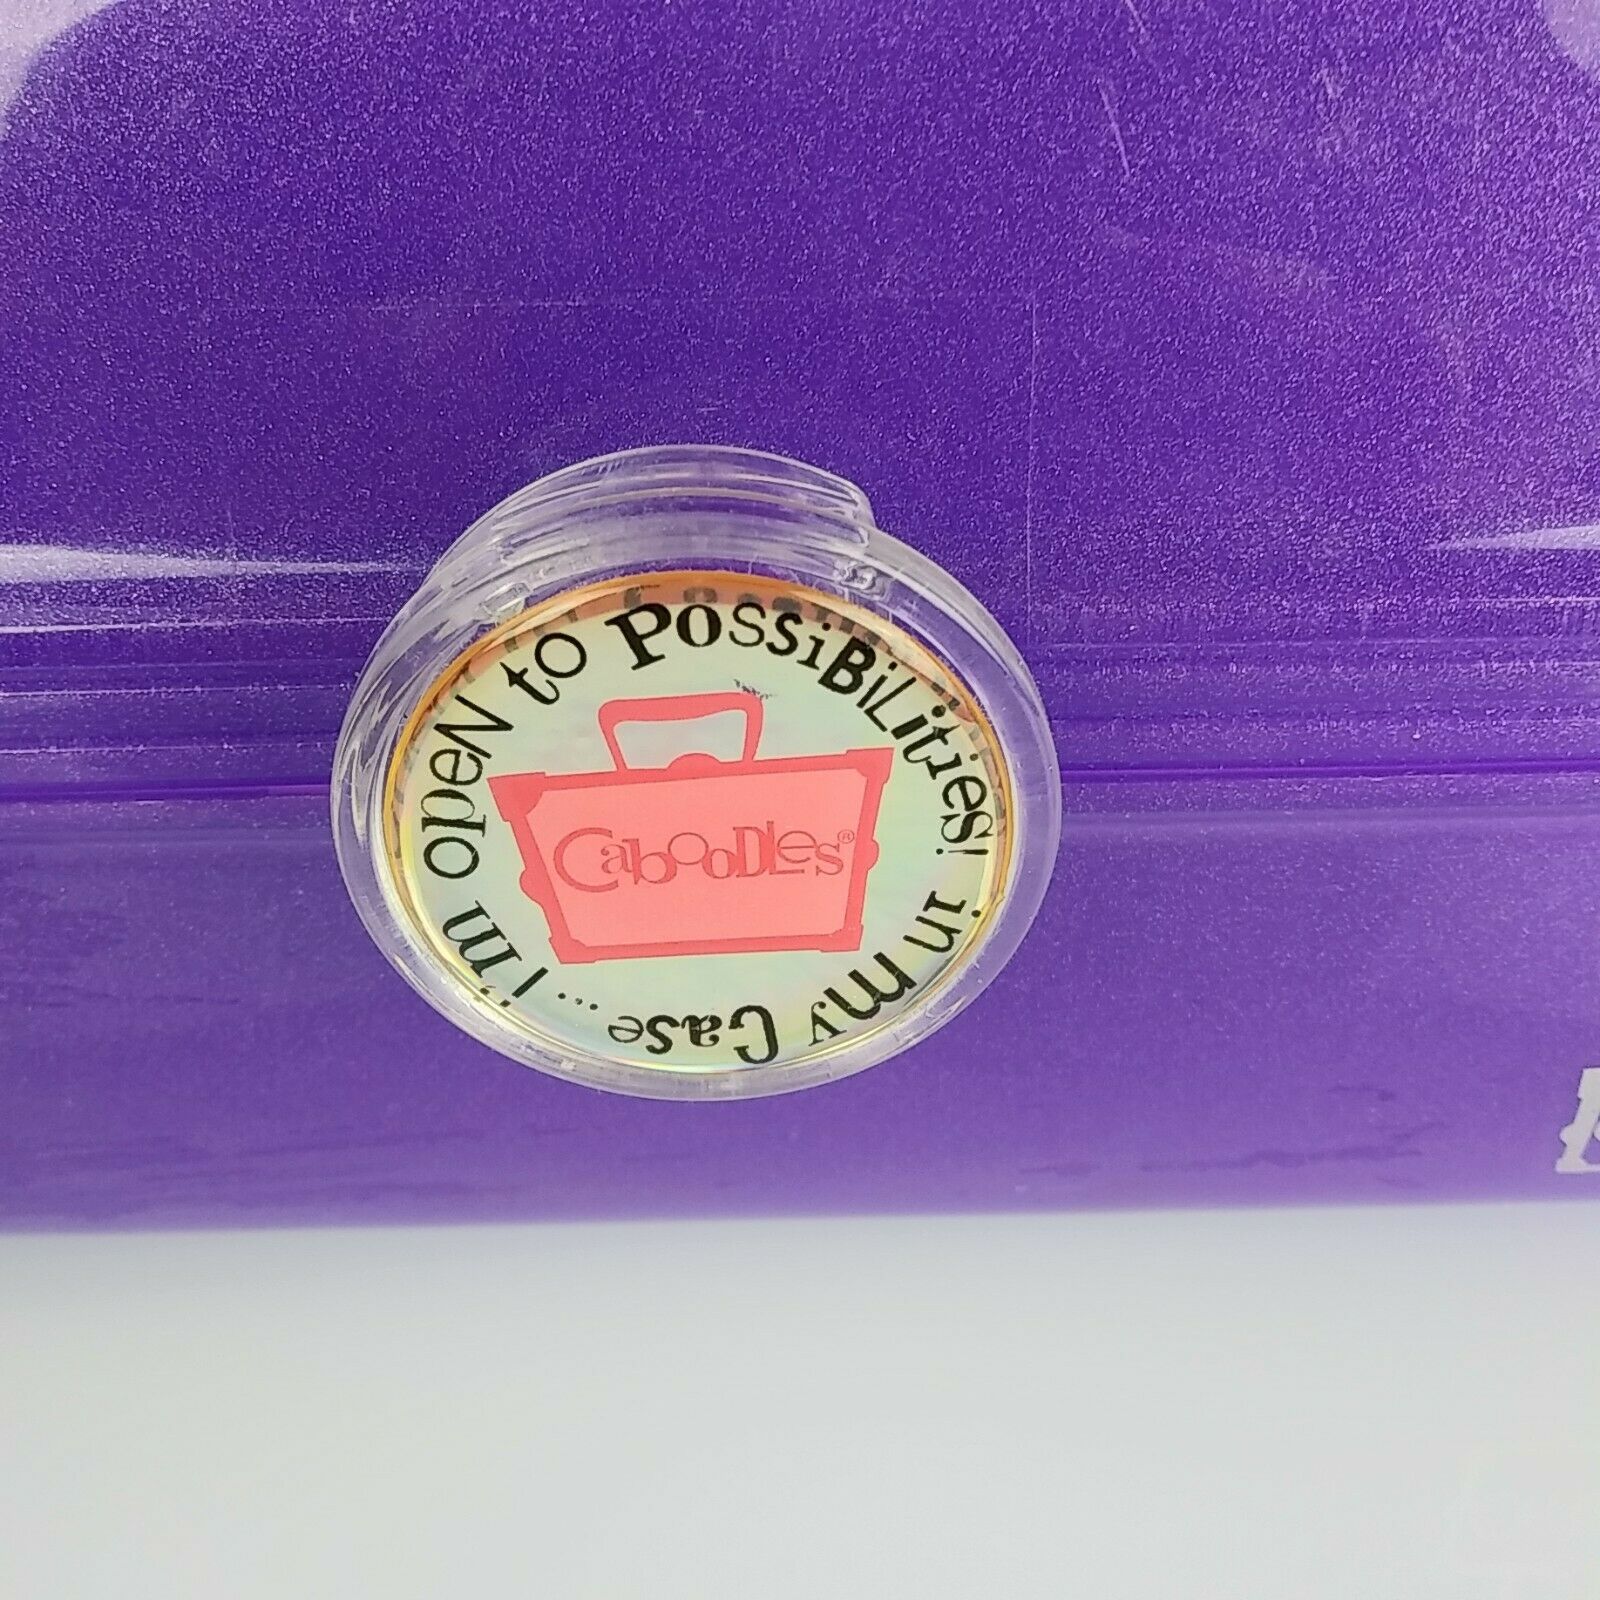 in my Case... I'm opeN to PossiBiLities!
CabooDLes®